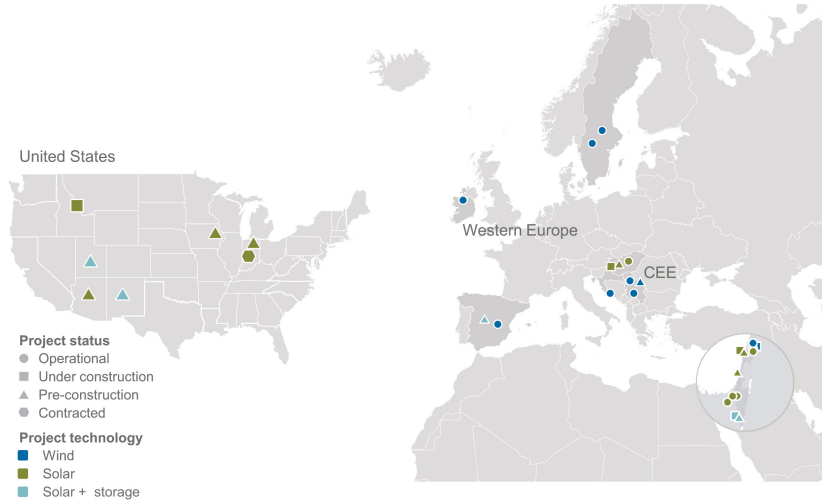 United States
Western Europe
CEE
Project status
Operational
Under construction
Pre-construction
Contracted
Project technology
Wind
Solar
Solar + storage